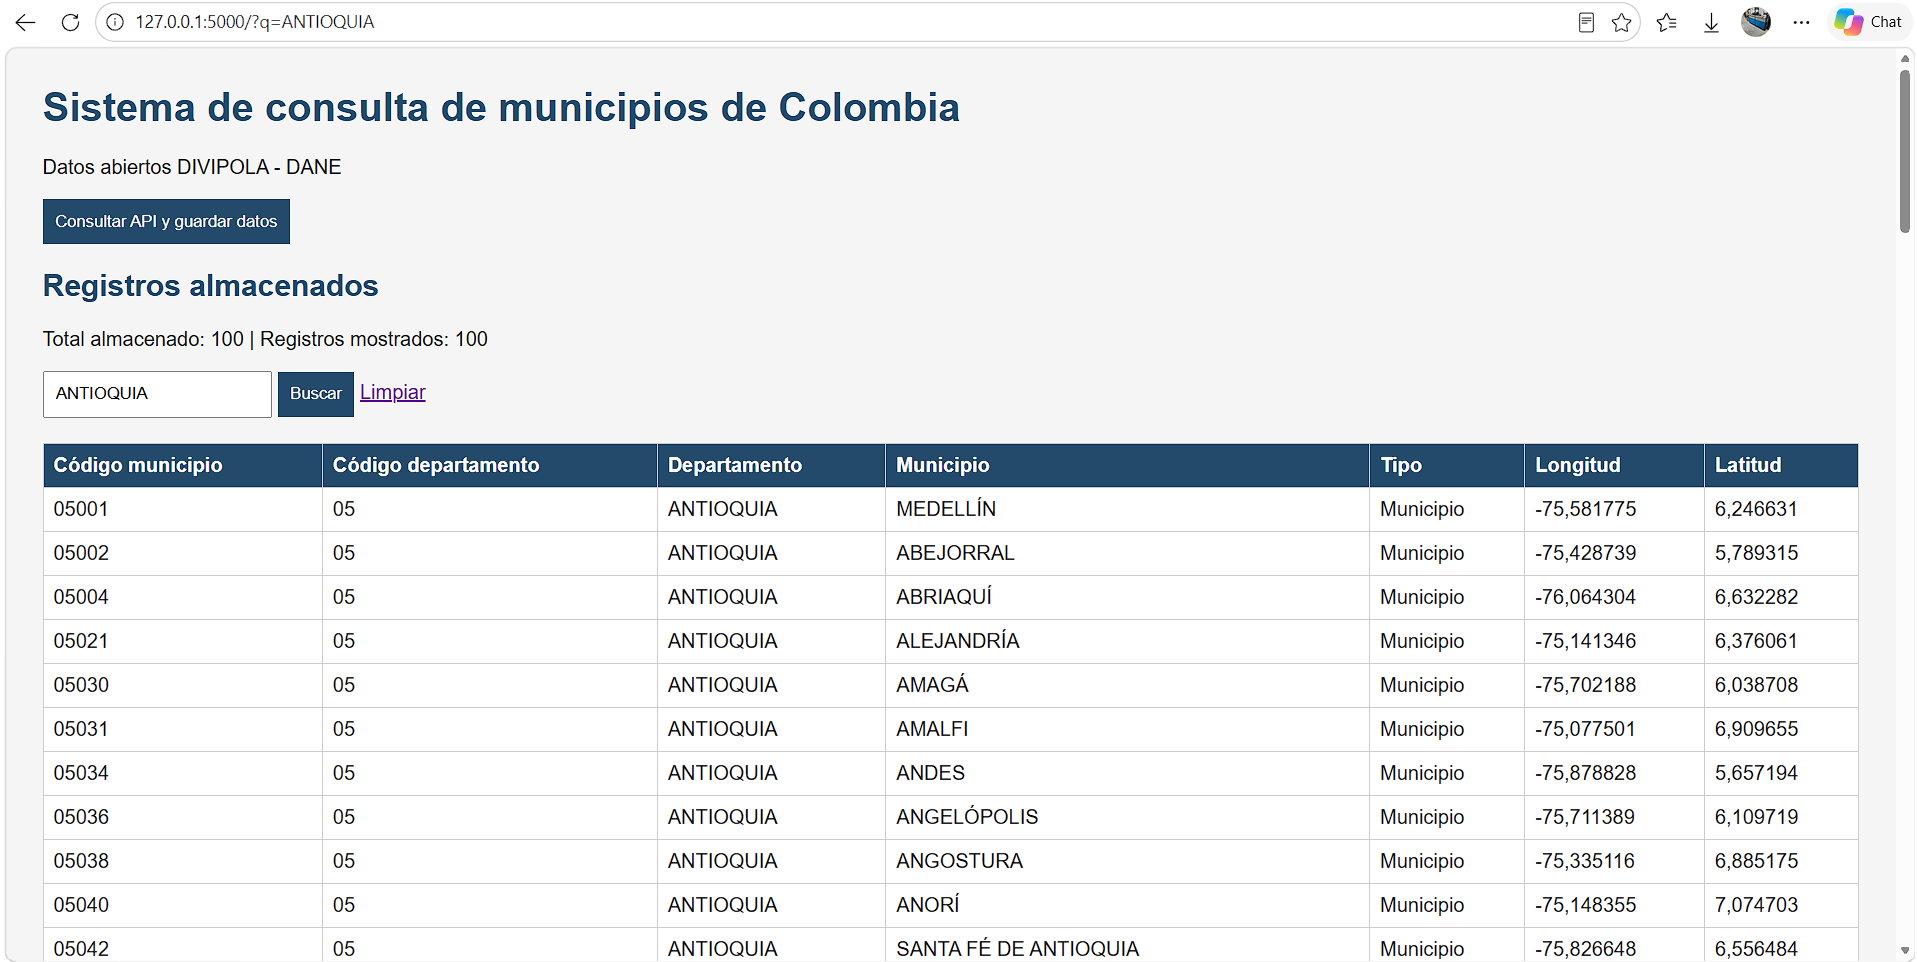 127.0.0.1:5000/?q=ANTIOQUIA
Chat
Sistema de consulta de municipios de Colombia
Datos abiertos DIVIPOLA - DANE
Consultar API y guardar datos
Registros almacenados
Total almacenado: 100 | Registros mostrados: 100
ANTIOQUIA Buscar Limpiar
Código municipio Código departamento Departamento Municipio Tipo Longitud Latitud
05001 05 ANTIOQUIA MEDELLÍN Municipio -75,581775 6,246631
05002 05 ANTIOQUIA ABEJORRAL Municipio -75,428739 5,789315
05004 05 ANTIOQUIA ABRIAQUÍ Municipio -76,064304 6,632282
05021 05 ANTIOQUIA ALEJANDRÍA Municipio -75,141346 6,376061
05030 05 ANTIOQUIA AMAGÁ Municipio -75,702188 6,038708
05031 05 ANTIOQUIA AMALFI Municipio -75,077501 6,909655
05034 05 ANTIOQUIA ANDES Municipio -75,878828 5,657194
05036 05 ANTIOQUIA ANGELÓPOLIS Municipio -75,711389 6,109719
05038 05 ANTIOQUIA ANGOSTURA Municipio -75,335116 6,885175
05040 05 ANTIOQUIA ANORÍ Municipio -75,148355 7,074703
05042 05 ANTIOQUIA SANTA FÉ DE ANTIOQUIA Municipio -75,826648 6,556484